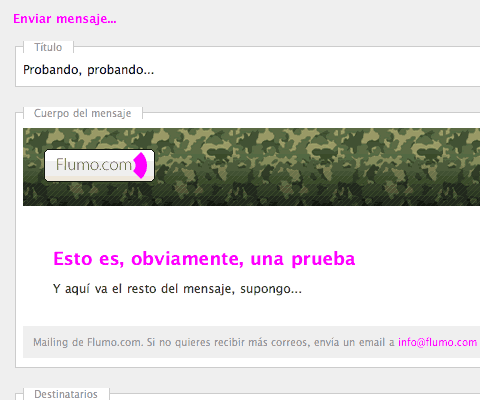 Enviar mensaje...
Título
Probando, probando...
Cuerpo del mensaje
Flumo.com
Esto es, obviamente, una prueba
Y aquí va el resto del mensaje, supongo...
Mailing de Flumo.com. Si no quieres recibir más correos, envía un email a info@flumo.com
Destinatarios